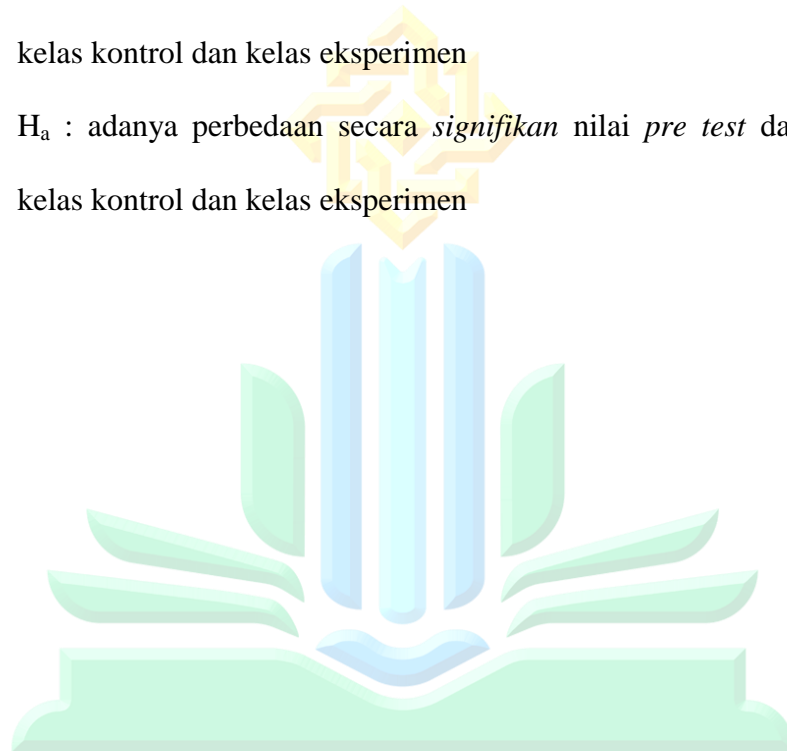 kelas kontrol dan kelas eksperimen
Hₐ : adanya perbedaan secara signifikan nilai pre test da
kelas kontrol dan kelas eksperimen